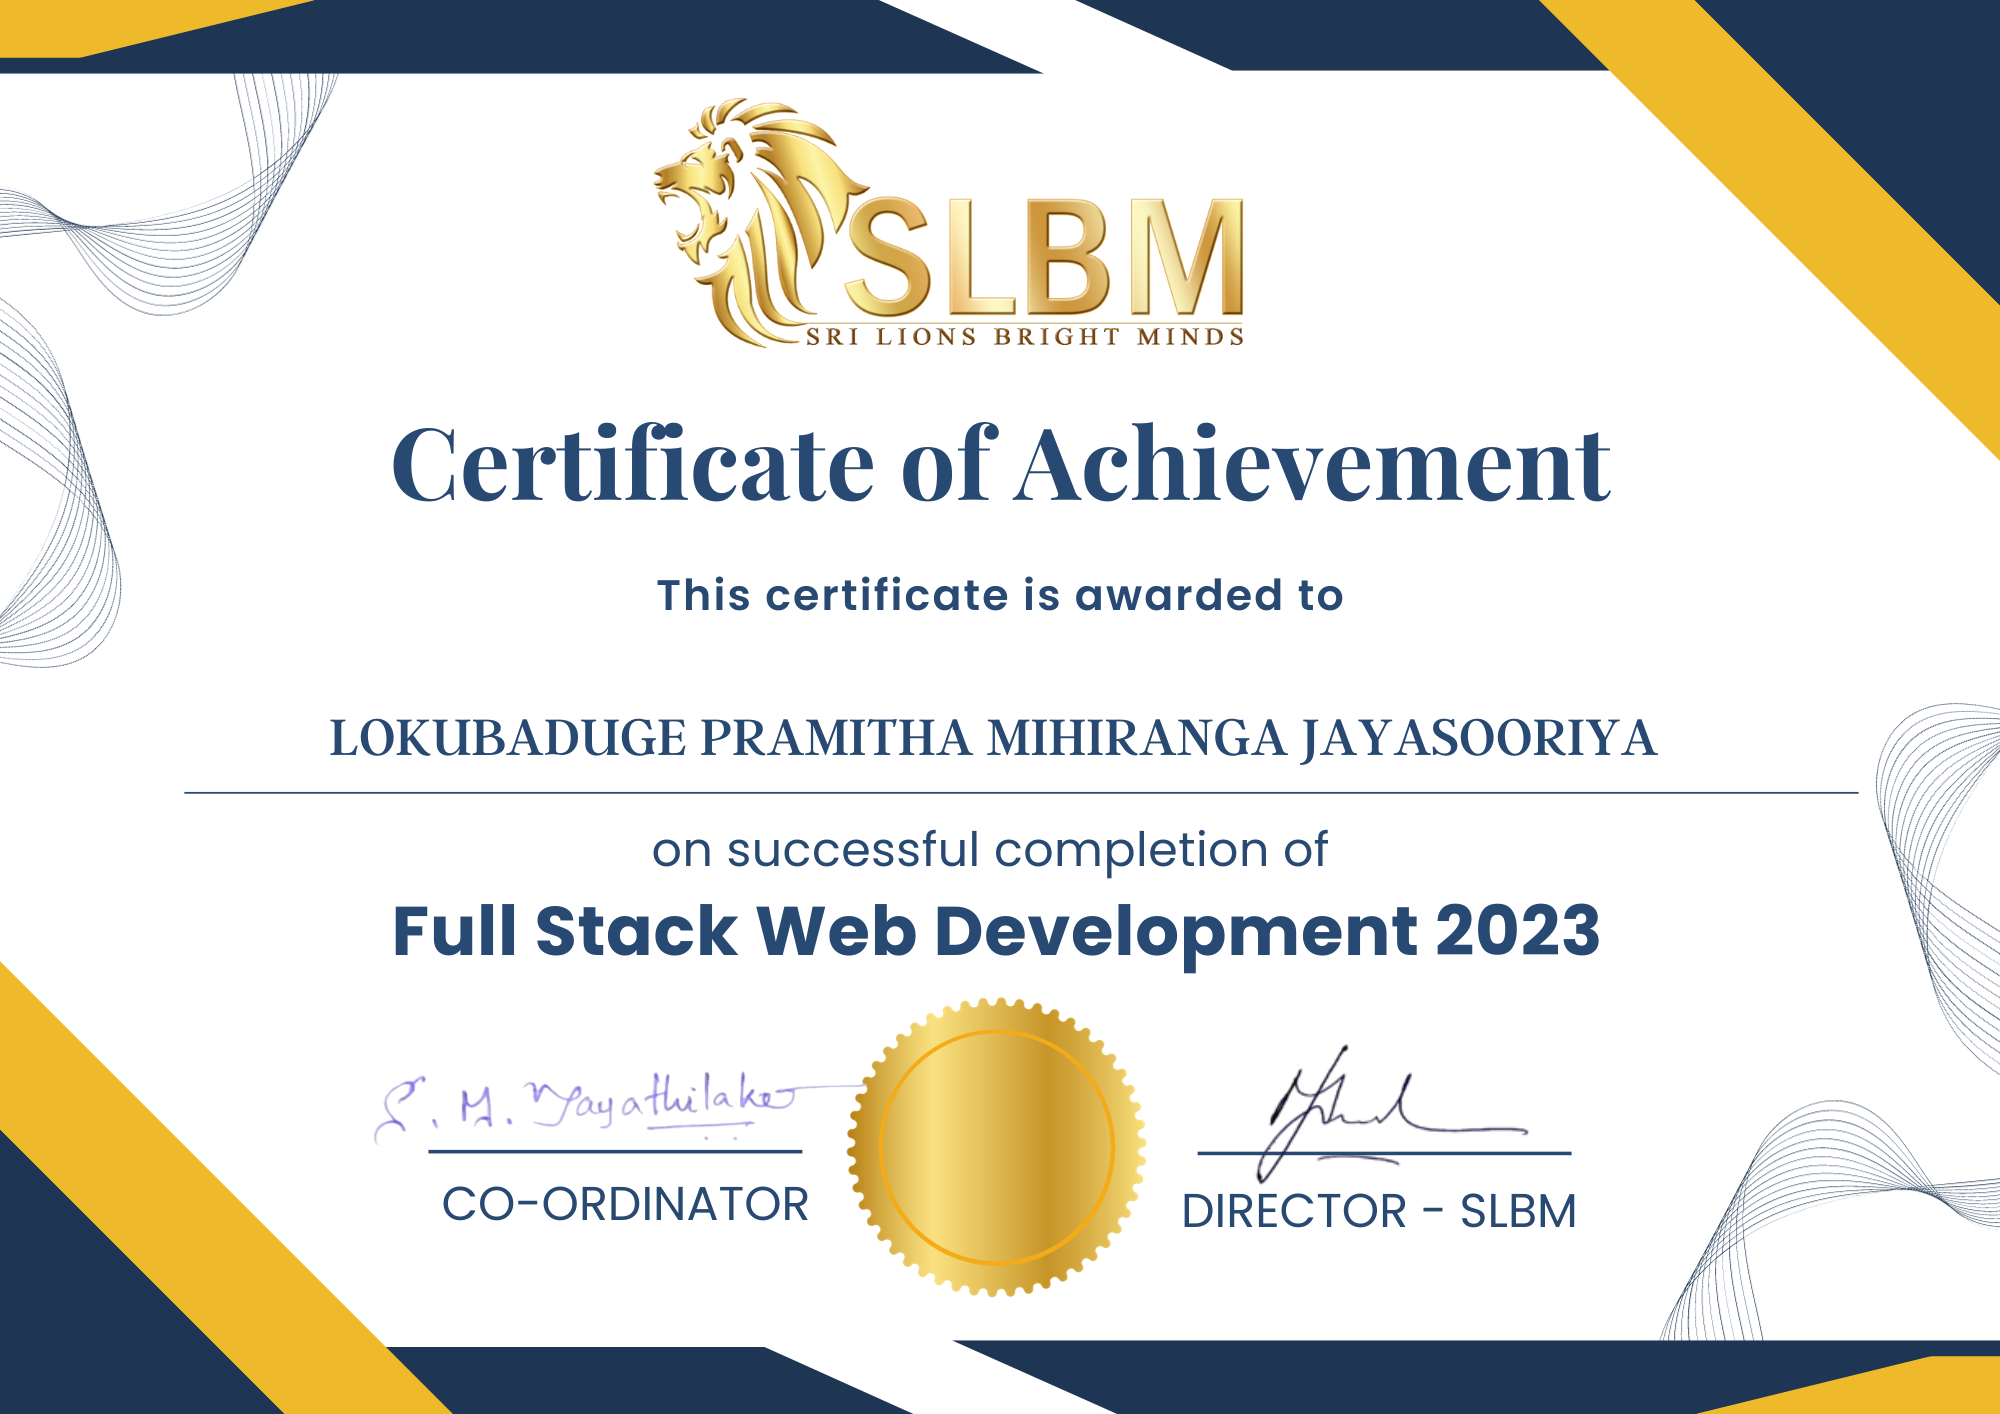 SLBM
SRI LIONS BRIGHT MINDS
Certificate of Achievement
This certificate is awarded to
LOKUBADUGE PRAMITHA MIHIRANGA JAYASOORIYA
on successful completion of
Full Stack Web Development 2023
S. M. Jayathilake
CO-ORDINATOR
DIRECTOR - SLBM